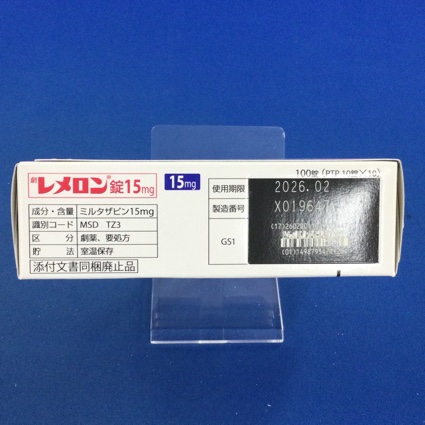 劇 レメロン®錠15mg
15mg
成分・含量 ミルタザピン15mg
識別コード MSD TZ3
区分 劇薬、要処方
貯法 室温保存
添付文書同梱廃止品
100錠（PTP 10錠×10）
使用期限 2026.02
製造番号
GS1